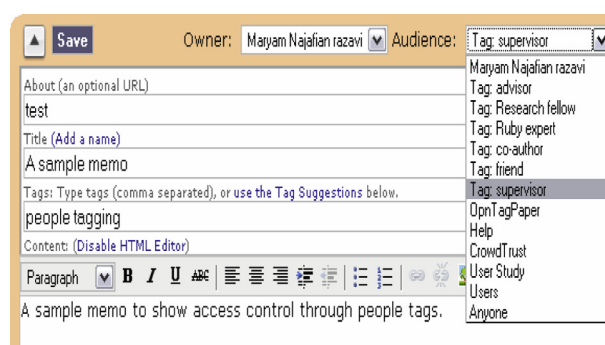 Save Owner: Maryam Najafian razavi Audience: Tag: supervisor
About (an optional URL)
test
Title (Add a name)
A sample memo
Tags: Type tags (comma separated), or use the Tag Suggestions below.
people tagging
Content: (Disable HTML Editor)
Paragraph B I U ABC
A sample memo to show access control through people tags.
Maryam Najafian razavi
Tag: advisor
Tag: Research fellow
Tag: Ruby expert
Tag: co-author
Tag: friend
Tag: supervisor
OpnTagPaper
Help
CrowdTrust
User Study
Users
Anyone